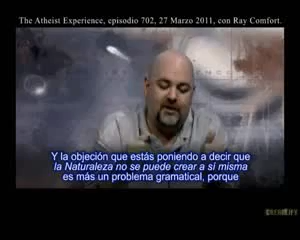 The Atheist Experience, episodio 702, 27 Marzo 2011, con Ray Comfort.
Y la objeción que estás poniendo a decir que
la Naturaleza no se puede crear a si misma
es más un problema gramatical, porque